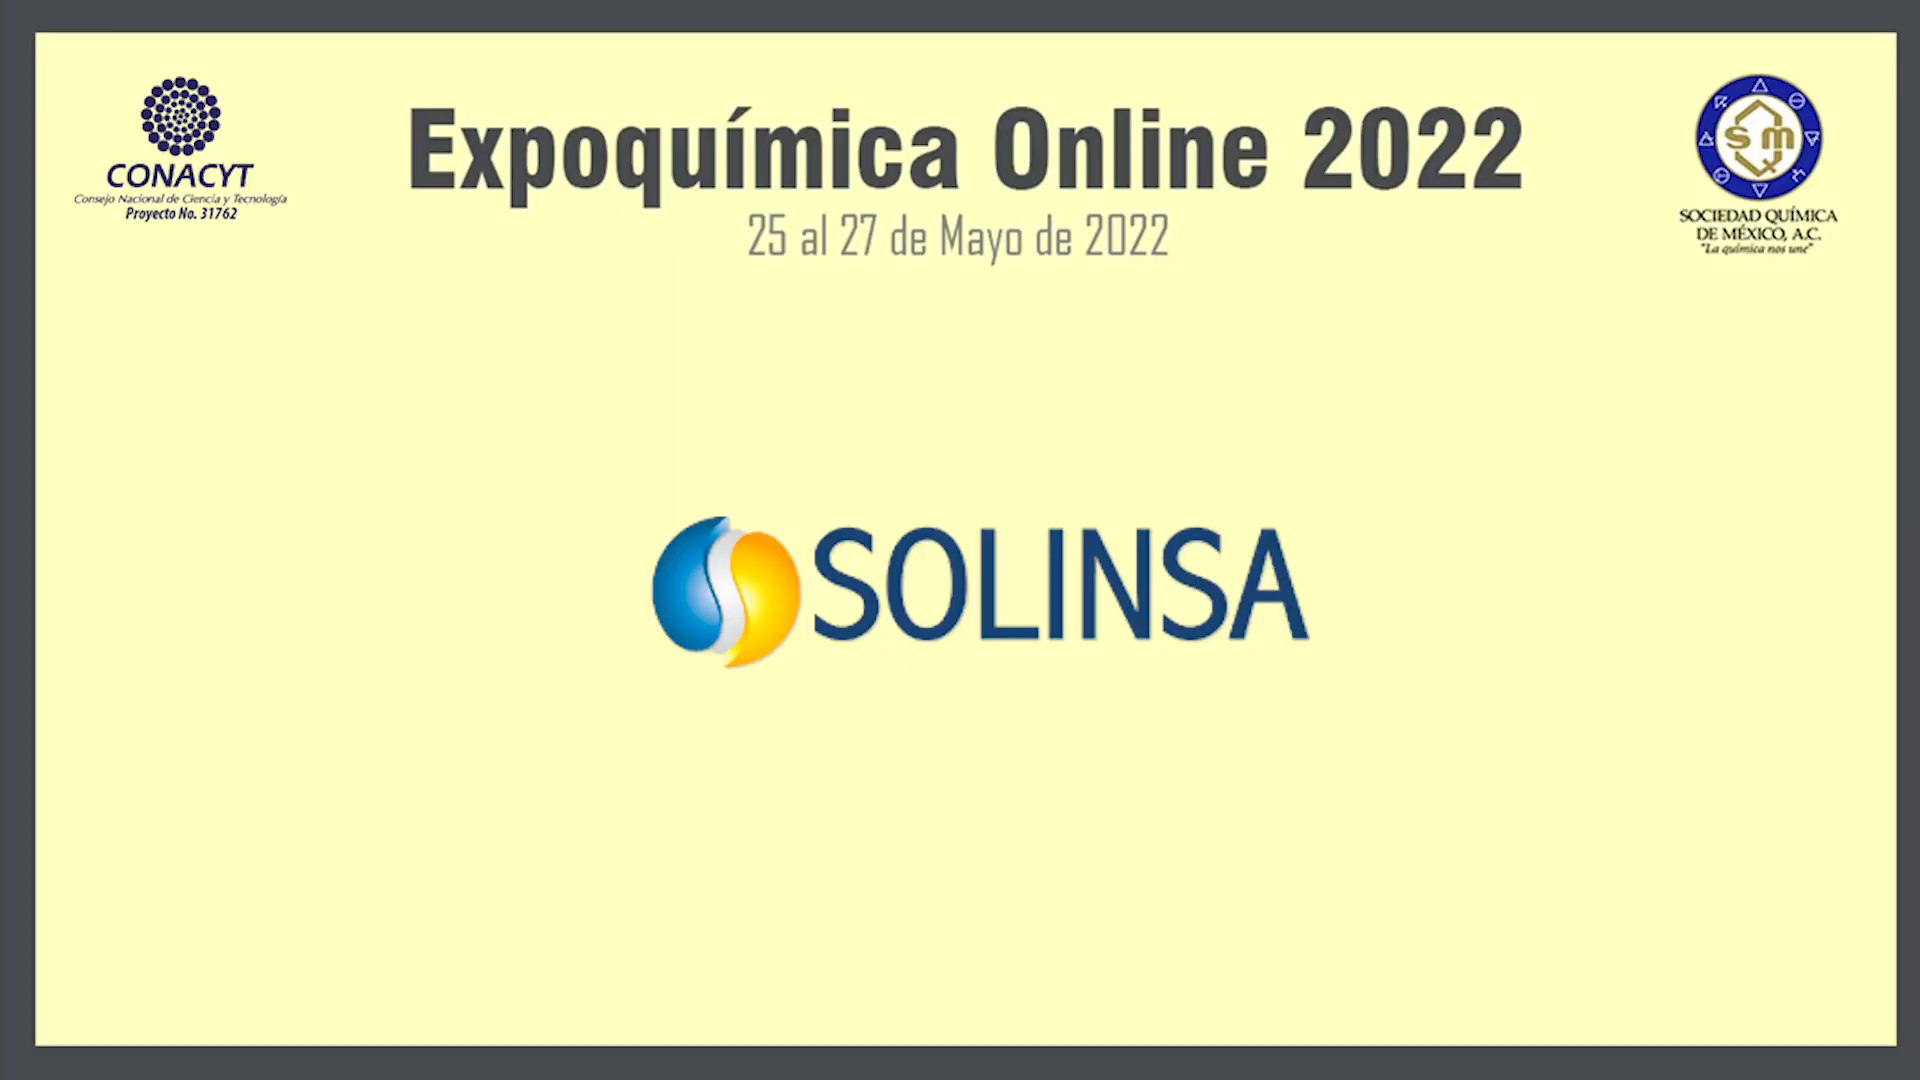 CONACYT
Consejo Nacional de Ciencia y Tecnología
Proyecto No. 31762
Expoquímica Online 2022
25 al 27 de Mayo de 2022
SMQ
SOCIEDAD QUÍMICA
DE MÉXICO, A.C.
"La química nos une"
SOLINSA